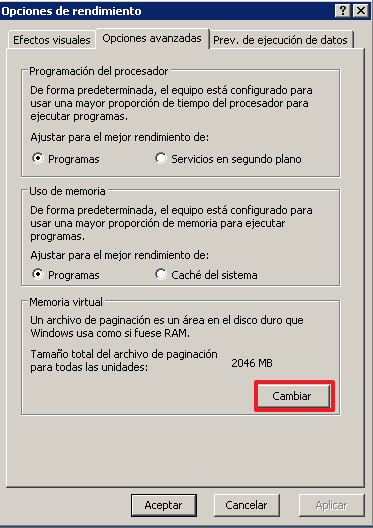 Opciones de rendimiento
Efectos visuales
Opciones avanzadas
Prev. de ejecución de datos
Programación del procesador
De forma predeterminada, el equipo está configurado para
usar una mayor proporción de tiempo del procesador para
ejecutar programas.
Ajustar para el mejor rendimiento de:
Programas
Servicios en segundo plano
Uso de memoria
De forma predeterminada, el equipo está configurado para
usar una mayor proporción de memoria para ejecutar
programas.
Ajustar para el mejor rendimiento de:
Programas
Caché del sistema
Memoria virtual
Un archivo de paginación es un área en el disco duro que
Windows usa como si fuese RAM.
Tamaño total del archivo de paginación
para todas las unidades:
2046 MB
Cambiar
Aceptar
Cancelar
Aplicar